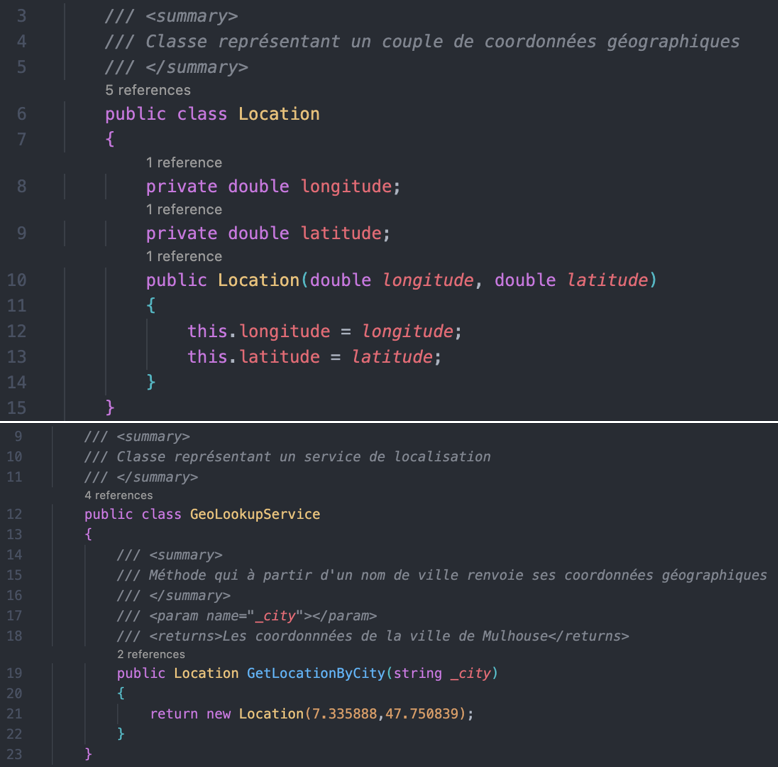 3 /// <summary>
4 /// Classe représentant un couple de coordonnées géographiques
5 /// </summary>
5 references
6 public class Location
7 {
1 reference
8 private double longitude;
1 reference
9 private double latitude;
1 reference
10 public Location(double longitude, double latitude)
11 {
12 this.longitude = longitude;
13 this.latitude = latitude;
14 }
15 }
9 /// <summary>
10 /// Classe représentant un service de localisation
11 /// </summary>
4 references
12 public class GeoLookupService
13 {
14 /// <summary>
15 /// Méthode qui à partir d'un nom de ville renvoie ses coordonnées géographiques
16 /// </summary>
17 /// <param name="_city"></param>
18 /// <returns>Les coordonnnées de la ville de Mulhouse</returns>
2 references
19 public Location GetLocationByCity(string _city)
20 {
21 return new Location(7.335888,47.750839);
22 }
23 }